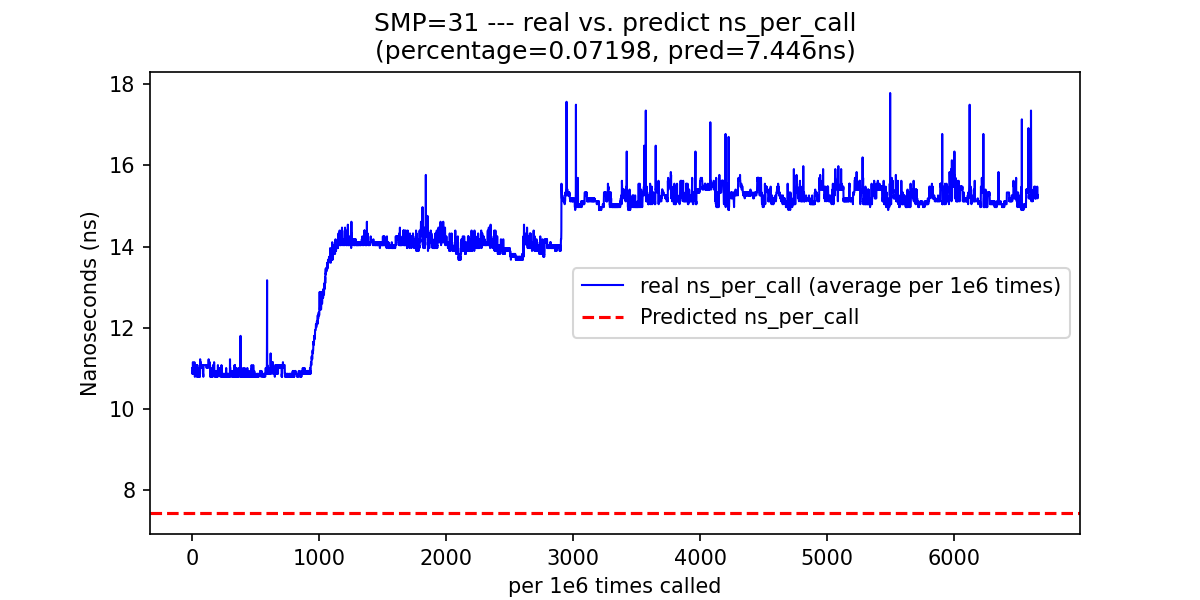 SMP=31 --- real vs. predict ns_per_call
(percentage=0.07198, pred=7.446ns)
18
16
14
12
10
8
Nanoseconds (ns)
real ns_per_call (average per 1e6 times)
Predicted ns_per_call
0
1000
2000
3000
4000
5000
6000
per 1e6 times called